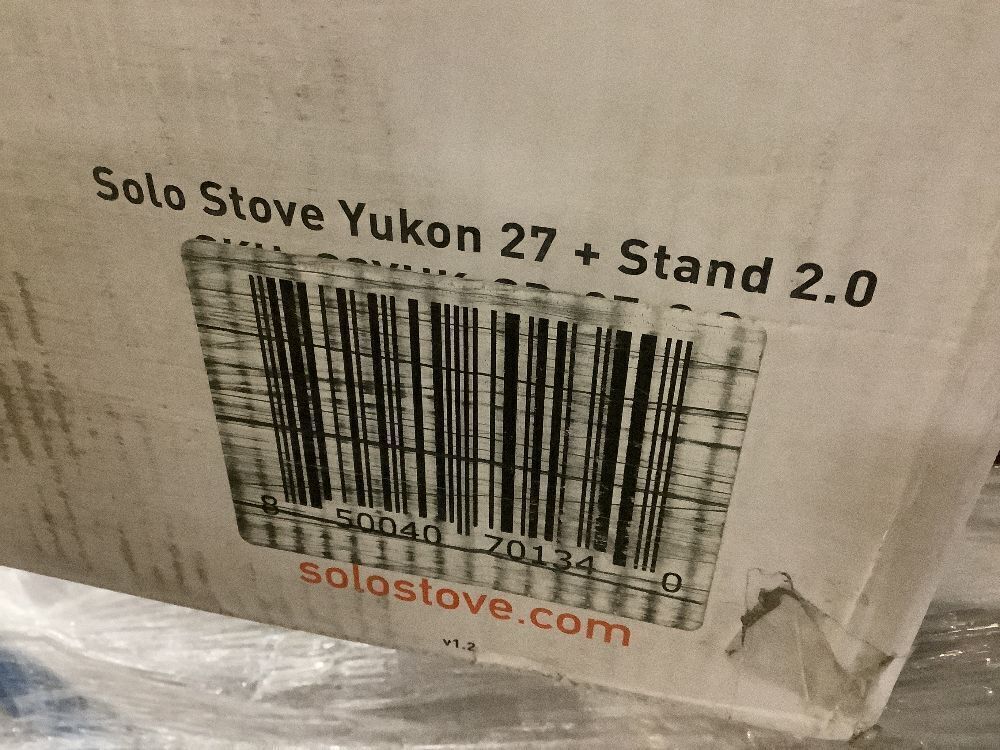 Solo Stove Yukon 27 + Stand 2.0
8 50040 70134 0
solostove.com
v1.2